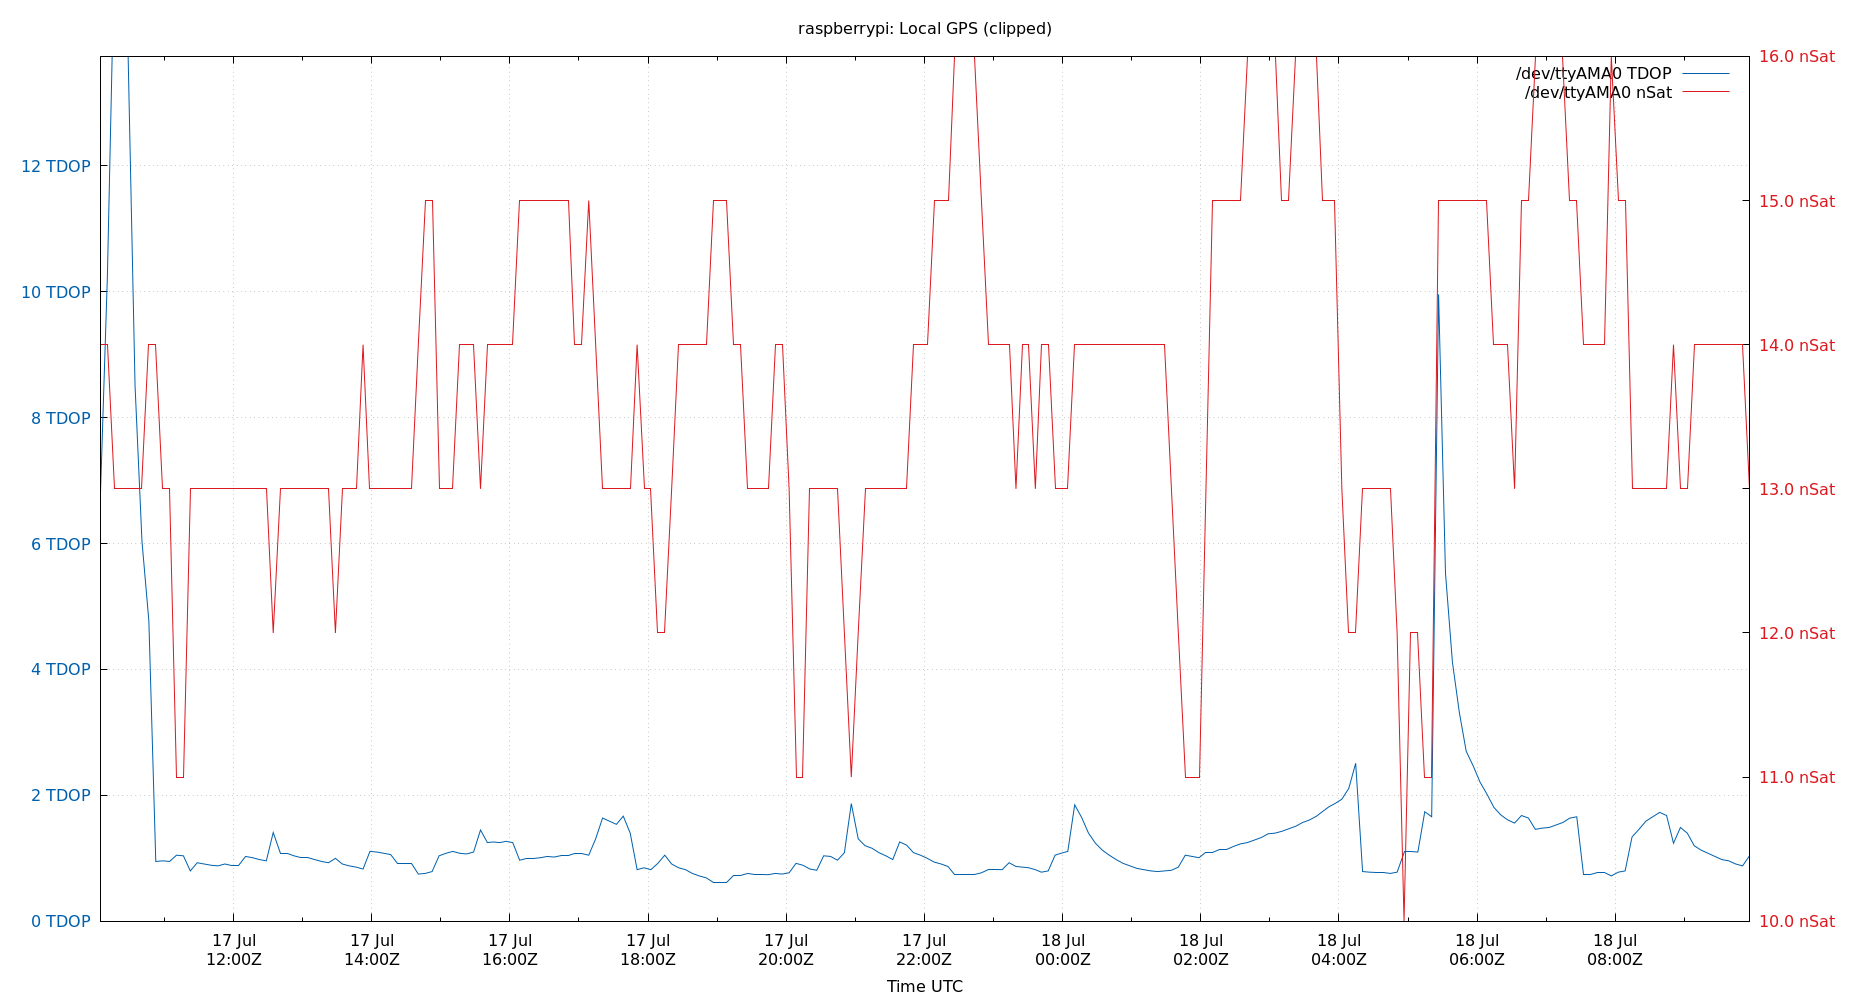 raspberrypi: Local GPS (clipped)
/dev/ttyAMA0 TDOP
/dev/ttyAMA0 nSat
12 TDOP
10 TDOP
8 TDOP
6 TDOP
4 TDOP
2 TDOP
0 TDOP
16.0 nSat
15.0 nSat
14.0 nSat
13.0 nSat
12.0 nSat
11.0 nSat
10.0 nSat
17 Jul
12:00Z
17 Jul
14:00Z
17 Jul
16:00Z
17 Jul
18:00Z
17 Jul
20:00Z
17 Jul
22:00Z
18 Jul
00:00Z
18 Jul
02:00Z
18 Jul
04:00Z
18 Jul
06:00Z
18 Jul
08:00Z
Time UTC